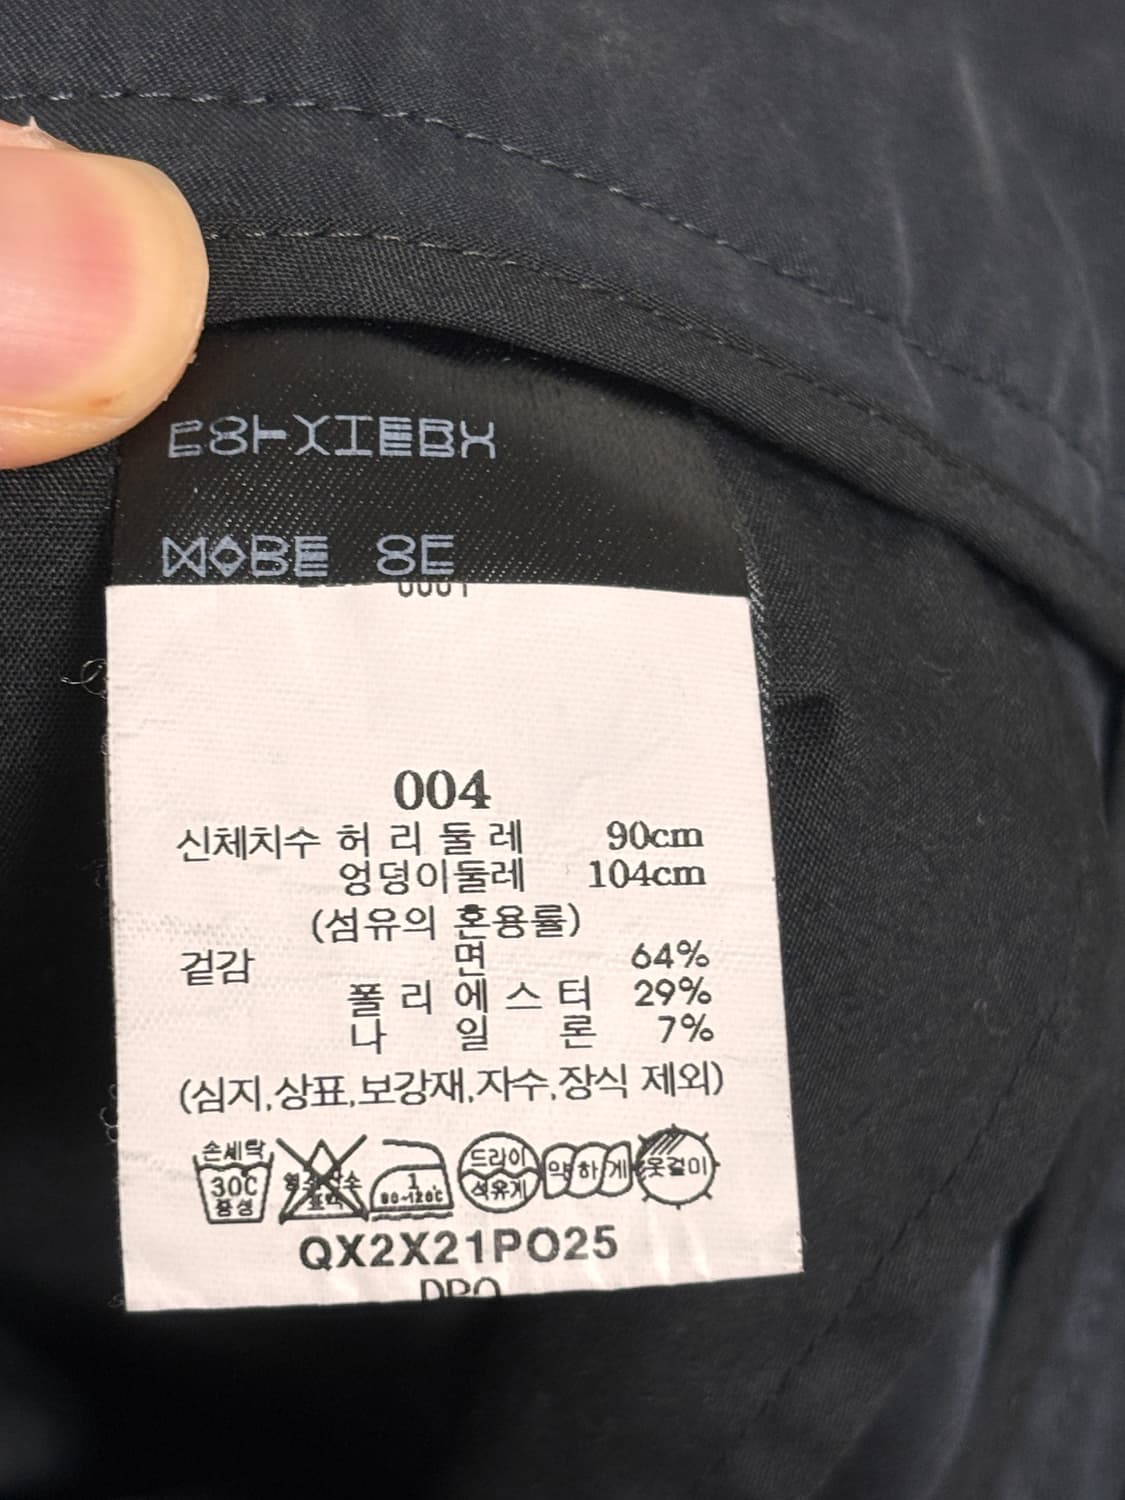 004
신체치수 허 리 둘 레 90cm
엉덩이둘레 104cm
(섬유의 혼용률)
겉감 면 64%
폴 리 에 스 터 29%
나 일 론 7%
(심지,상표,보강재,자수,장식 제외)
손세탁 30C 중성
1 80~120℃
드라이 석유계
약하게
옷걸이
QX2X21PO25